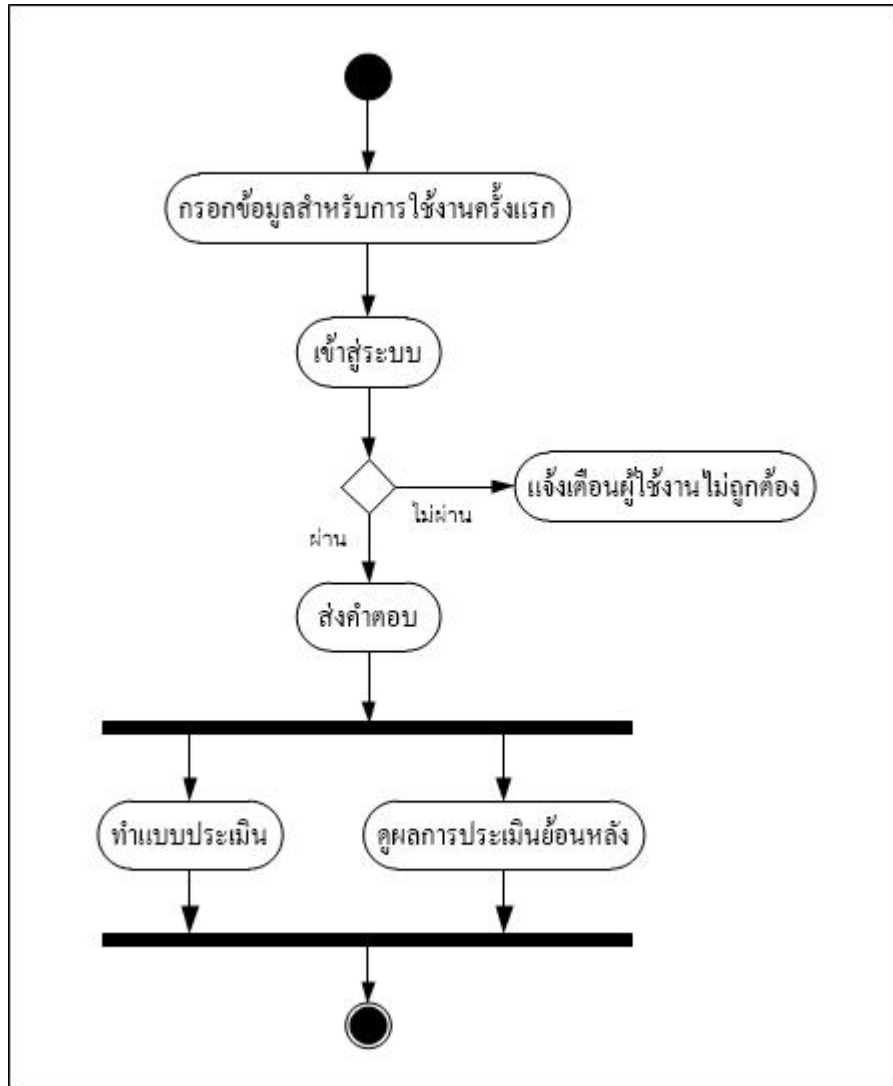 กรอกข้อมูลสำหรับการใช้งานครั้งแรก
เข้าสู่ระบบ
แจ้งเตือนผู้ใช้งานไม่ถูกต้อง
ไม่ผ่าน
ผ่าน
ส่งคำตอบ
ทำแบบประเมิน
ดูผลการประเมินย้อนหลัง